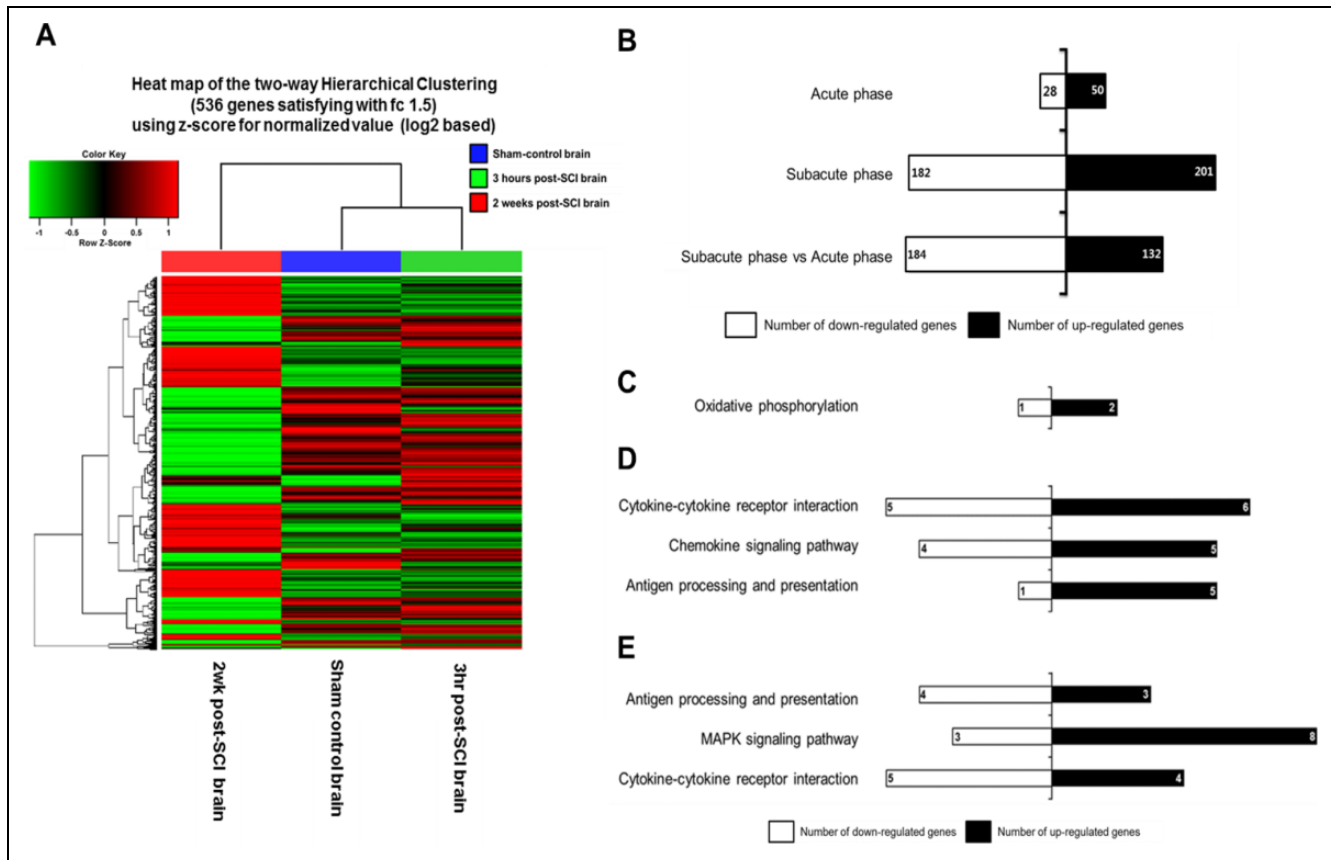 A
Heat map of the two-way Hierarchical Clustering
(536 genes satisfying with fc 1.5)
using z-score for normalized value (log2 based)
Color Key
-1 -0.5 0 0.5 1
Row Z-Score
Sham-control brain
3 hours post-SCI brain
2 weeks post-SCI brain
2wk post-SCI brain
Sham control brain
3hr post-SCI brain
B
Acute phase 28 50
Subacute phase 182 201
Subacute phase vs Acute phase 184 132
Number of down-regulated genes Number of up-regulated genes
C
Oxidative phosphorylation 1 2
D
Cytokine-cytokine receptor interaction 5 6
Chemokine signaling pathway 4 5
Antigen processing and presentation 1 5
E
Antigen processing and presentation 4 3
MAPK signaling pathway 3 8
Cytokine-cytokine receptor interaction 5 4
Number of down-regulated genes Number of up-regulated genes